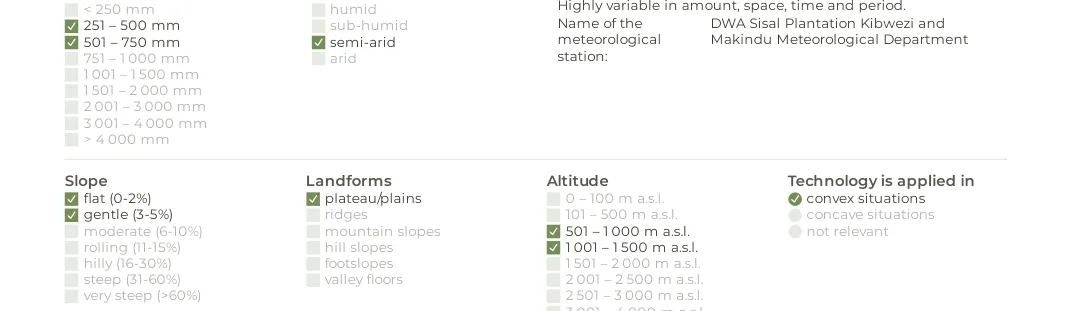 < 250 mm
251 – 500 mm
501 – 750 mm
751 – 1 000 mm
1 001 – 1 500 mm
1 501 – 2 000 mm
2 001 – 3 000 mm
3 001 – 4 000 mm
> 4 000 mm
humid
sub-humid
semi-arid
arid
Highly variable in amount, space, time and period.
Name of the meteorological station:
DWA Sisal Plantation Kibwezi and
Makindu Meteorological Department
Slope
flat (0-2%)
gentle (3-5%)
moderate (6-10%)
rolling (11-15%)
hilly (16-30%)
steep (31-60%)
very steep (>60%)
Landforms
plateau/plains
ridges
mountain slopes
hill slopes
footslopes
valley floors
Altitude
0 – 100 m a.s.l.
101 – 500 m a.s.l.
501 – 1 000 m a.s.l.
1 001 – 1 500 m a.s.l.
1 501 – 2 000 m a.s.l.
2 001 – 2 500 m a.s.l.
2 501 – 3 000 m a.s.l.
3 001 – 4 000 m a.s.l.
Technology is applied in
convex situations
concave situations
not relevant